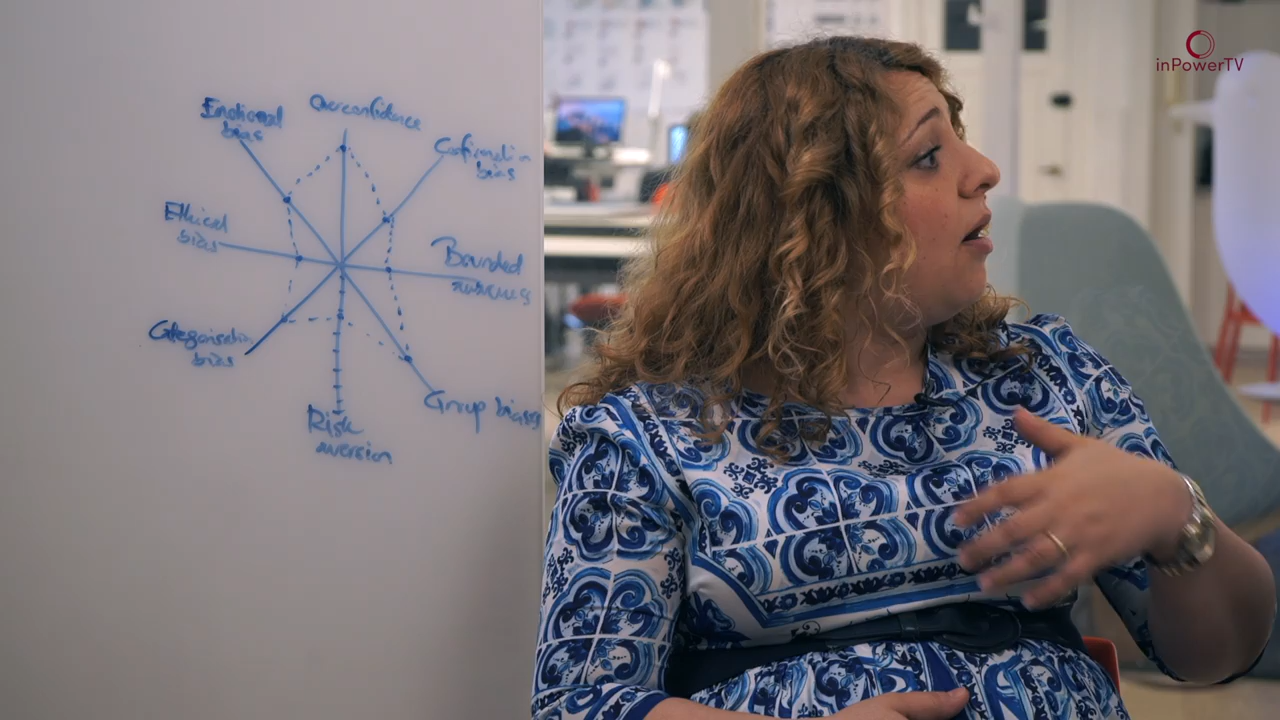 inPowerTV
Emotional
bias
Overconfidence
Confirmation
bias
Ethical
bias
Bounded
awareness
Categorisation
bias
Group biases
Risk
aversion